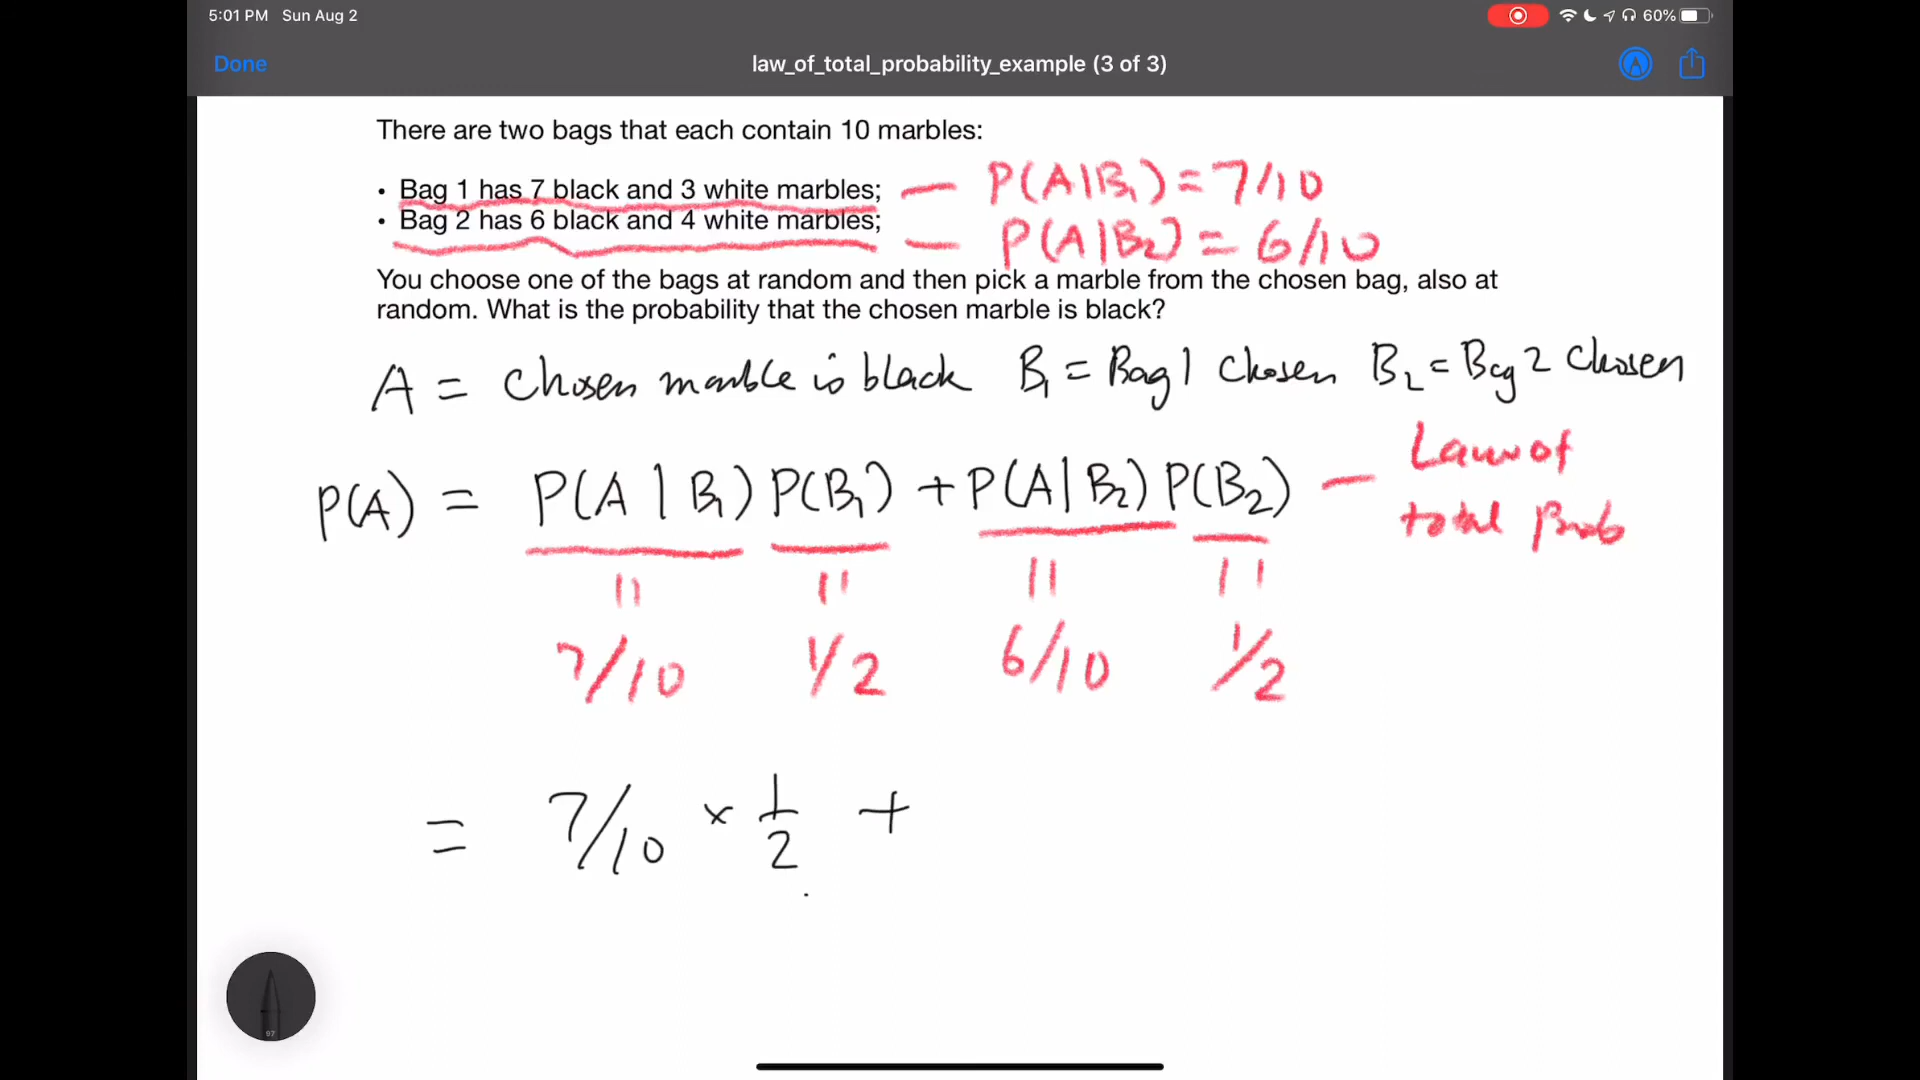 5:01 PM Sun Aug 2 60%
Done law_of_total_probability_example (3 of 3)
There are two bags that each contain 10 marbles:
• Bag 1 has 7 black and 3 white marbles; — P(A|B₁) = 7/10
• Bag 2 has 6 black and 4 white marbles; — P(A|B₂) = 6/10
You choose one of the bags at random and then pick a marble from the chosen bag, also at
random. What is the probability that the chosen marble is black?
A = Chosen marble is black B₁ = Bag 1 Chosen B₂ = Bag 2 Chosen
P(A) = P(A | B₁) P(B₁) + P(A | B₂) P(B₂) — Law of
total Prob
|| || || ||
7/10 1/2 6/10 1/2
= 7/10 × 1/2 +
97